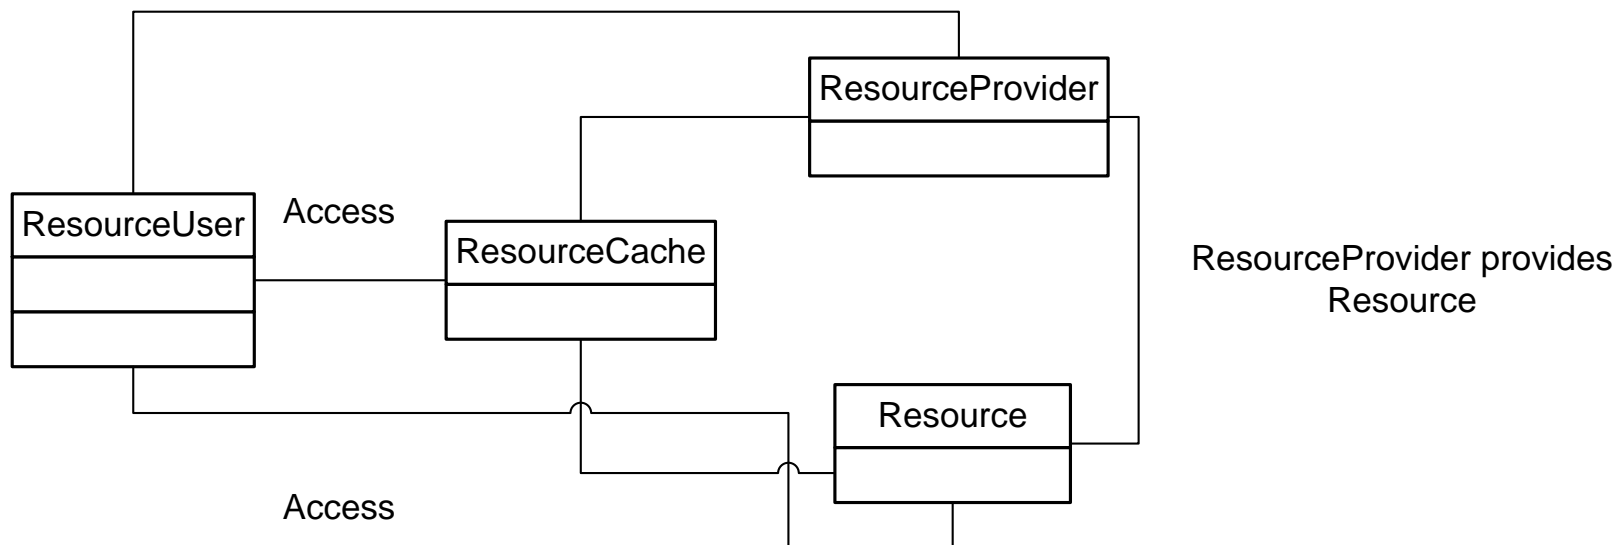 ResourceProvider
Access
ResourceUser
ResourceCache
ResourceProvider provides
Resource
Resource
Access